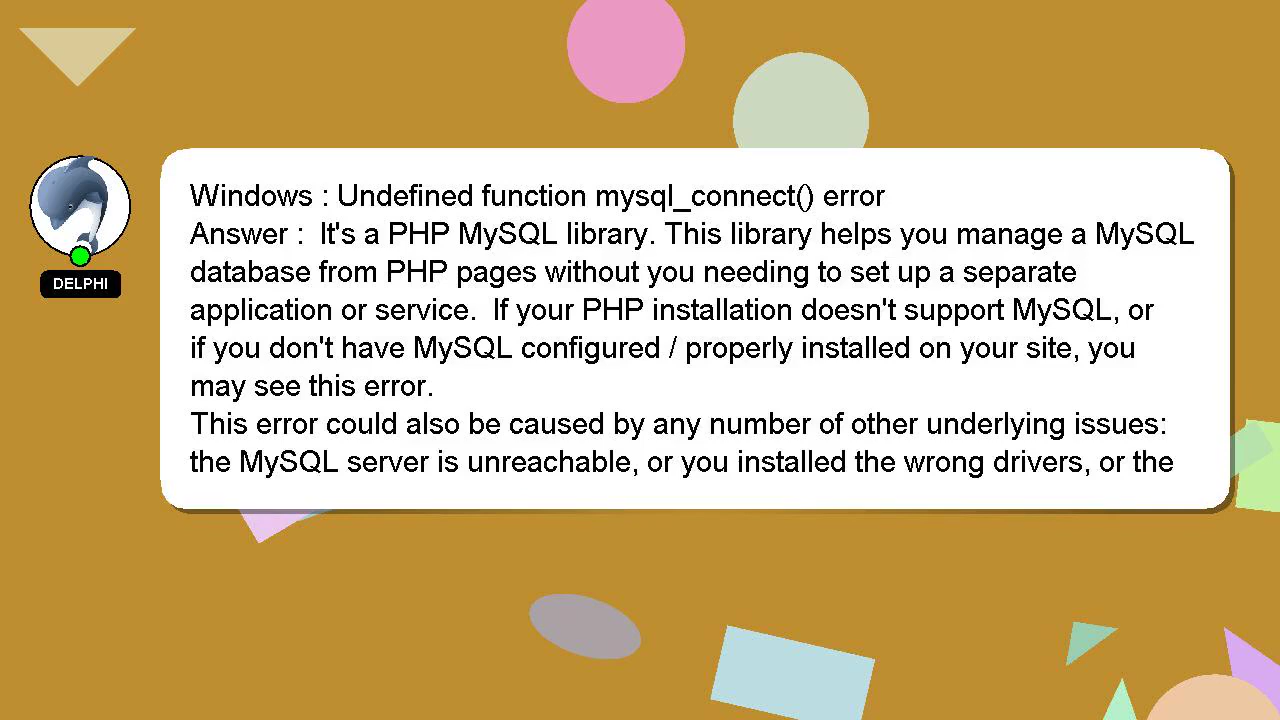 Windows : Undefined function mysql_connect() error
Answer :  It's a PHP MySQL library. This library helps you manage a MySQL
database from PHP pages without you needing to set up a separate
application or service.  If your PHP installation doesn't support MySQL, or
if you don't have MySQL configured / properly installed on your site, you
may see this error.
This error could also be caused by any number of other underlying issues:
the MySQL server is unreachable, or you installed the wrong drivers, or the
DELPHI